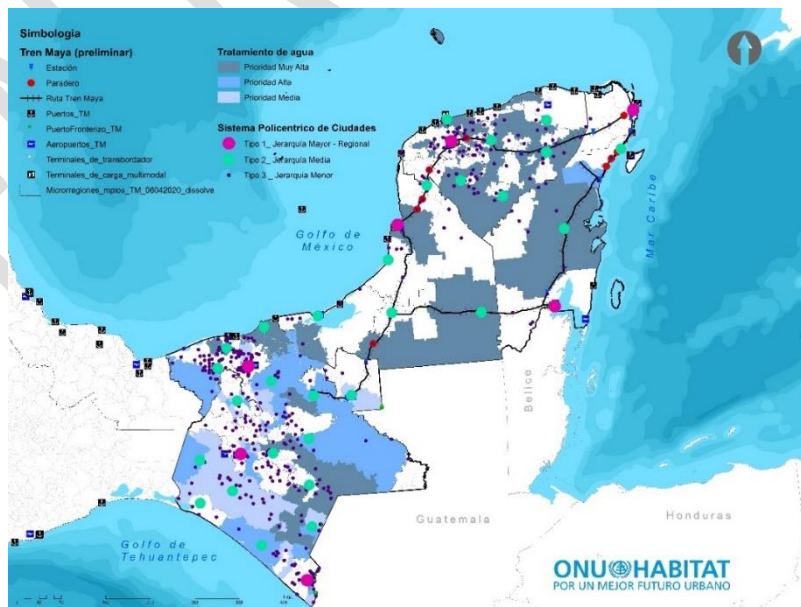 Simbología
Tren Maya (preliminar)
Estación
Paradero
Ruta Tren Maya
Puertos_TM
PuertoFronterizo_TM
Aeropuertos_TM
Terminales_de_transbordador
Terminales_de_carga_multimodal
Microrregiones_mpios_TM_06042020_dissolve
Tratamiento de agua
Prioridad Muy Alta
Prioridad Alta
Prioridad Media
Sistema Policentrico de Ciudades
Tipo 1_ Jerarquía Mayor - Regional
Tipo 2_ Jerarquía Media
Tipo 3_ Jerarquía Menor
Golfo de
México
Mar Caribe
Belice
Guatemala
Honduras
Golfo de
Tehuantepec
ONU HABITAT
POR UN MEJOR FUTURO URBANO